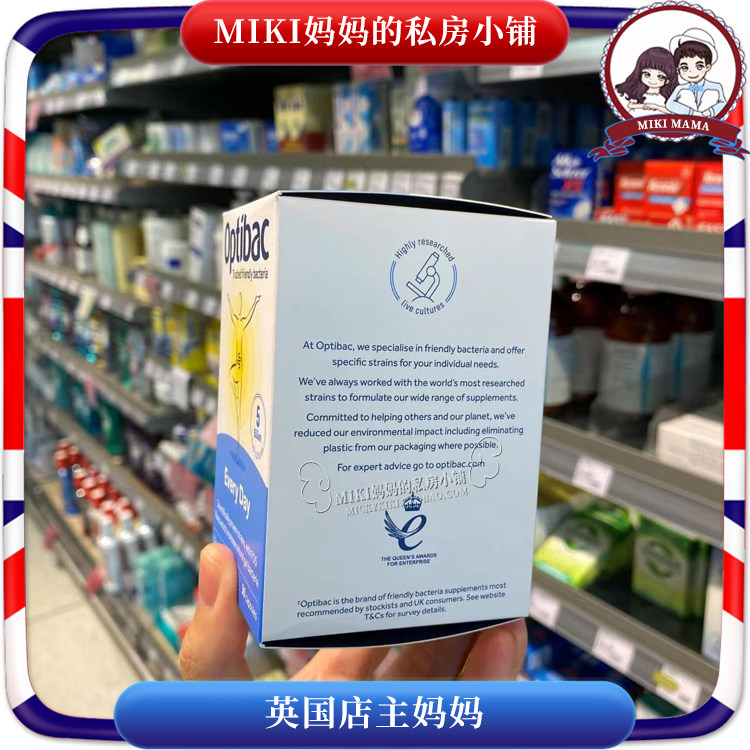 MIKI妈妈的私房小铺
MIKI MAMA
Optibac
Trusted friendly bacteria
5
Every Day
Highly researched
live cultures
At Optibac, we specialise in friendly bacteria and offer
specific strains for your individual needs.
We've always worked with the world's most researched
strains to formulate our wide range of supplements.
Committed to helping others and our planet, we've
reduced our environmental impact including eliminating
plastic from our packaging where possible.
For expert advice go to optibac.com
MIKI妈妈的私房小铺
e
THE QUEEN'S AWARDS
FOR ENTERPRISE
†Optibac is the brand of friendly bacteria supplements most
recommended by stockists and UK consumers. See website
T&Cs for survey details.
英国店主妈妈